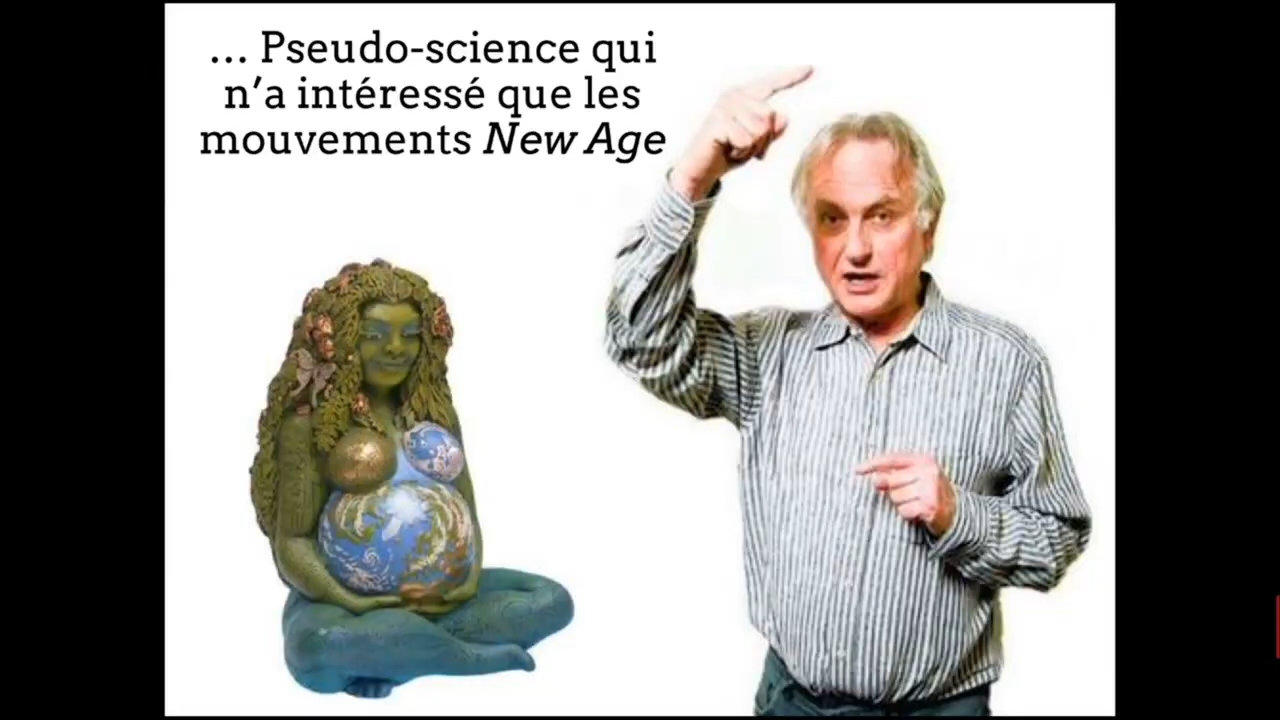 ... Pseudo-science qui
n’a intéressé que les
mouvements New Age